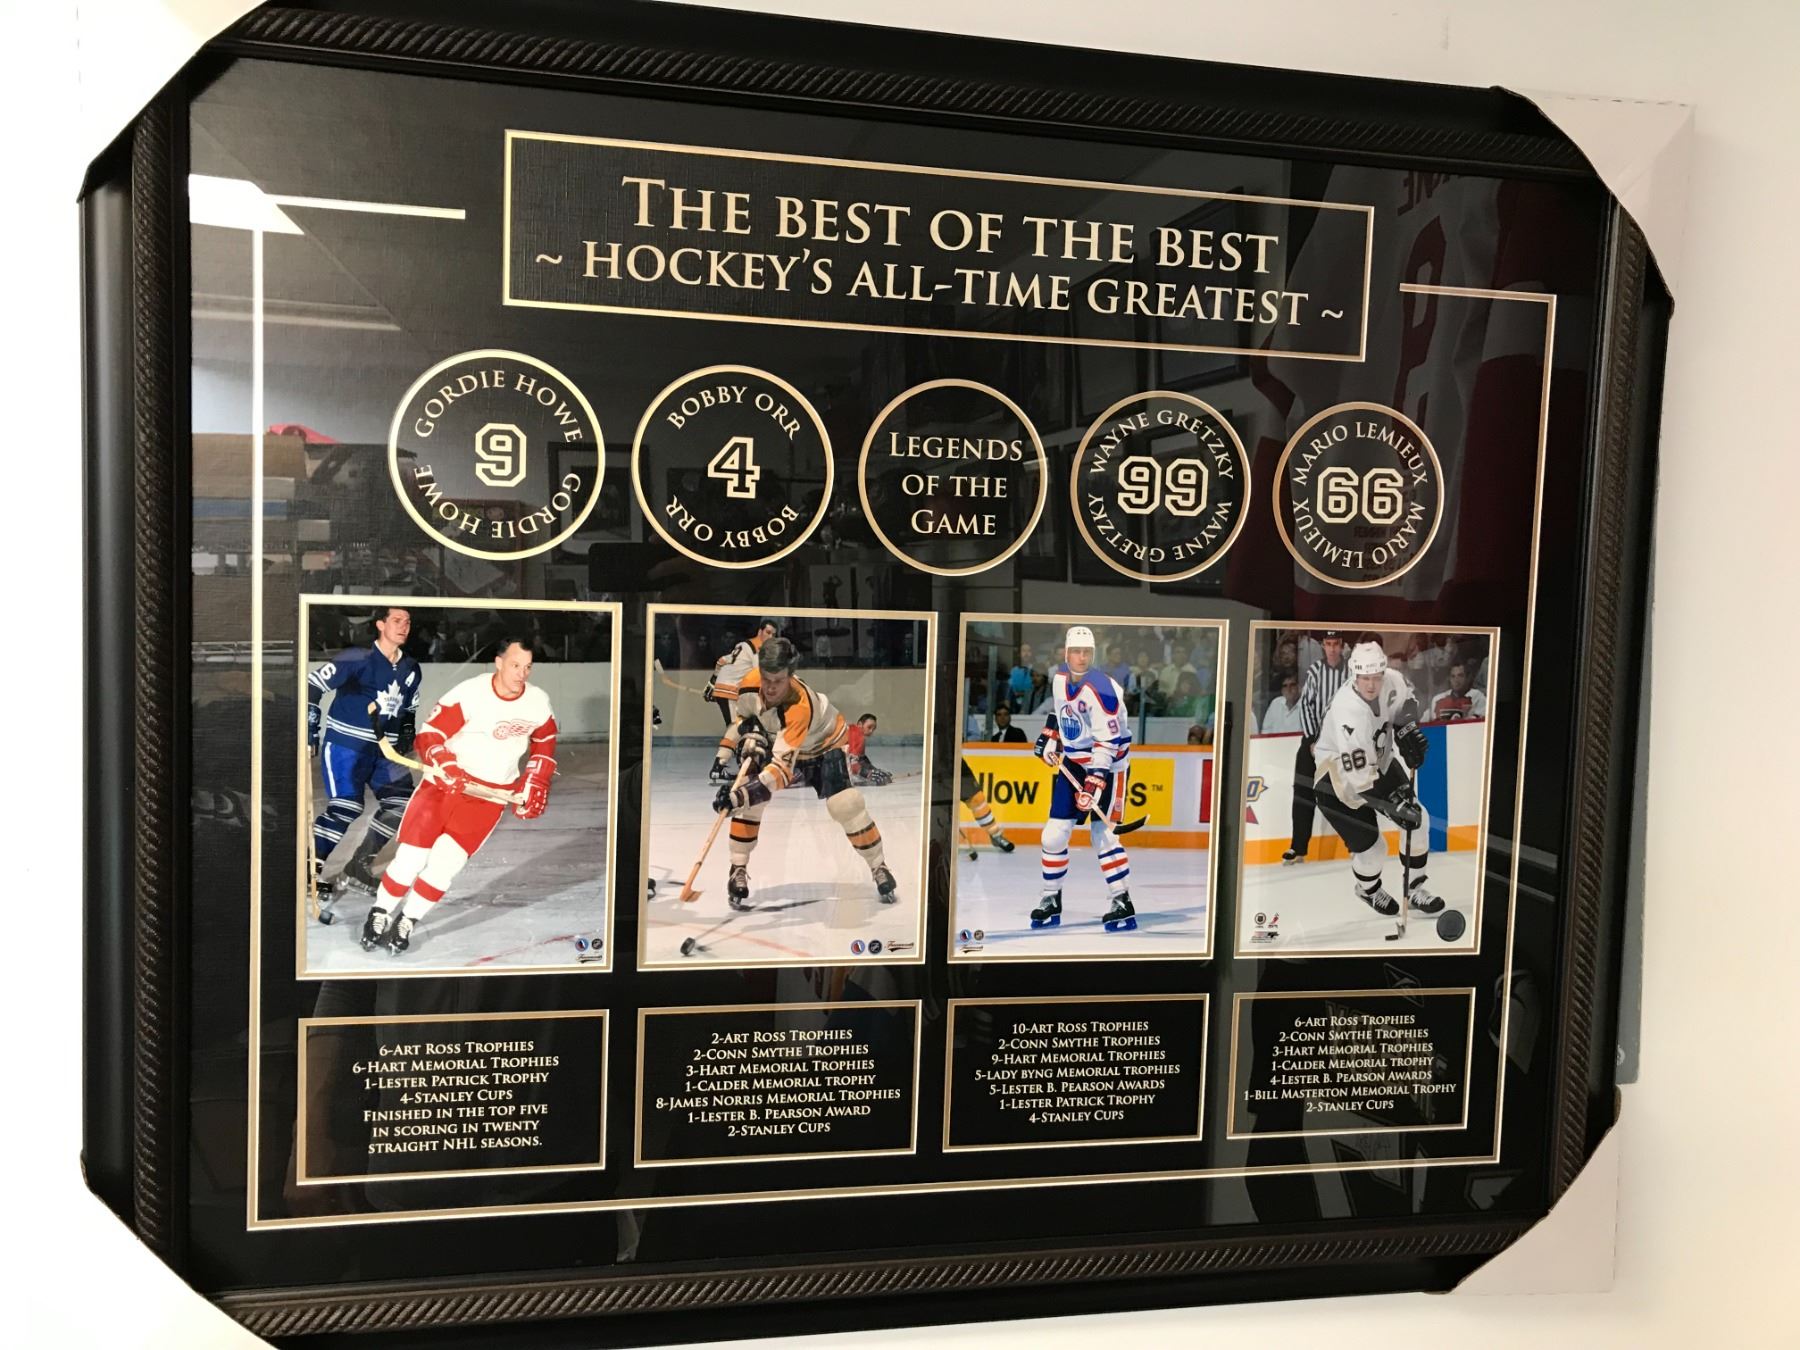 THE BEST OF THE BEST
~ HOCKEY'S ALL-TIME GREATEST ~
GORDIE HOWE
9
GORDIE HOWE
BOBBY ORR
4
BOBBY ORR
LEGENDS
OF THE
GAME
WAYNE GRETZKY
99
WAYNE GRETZKY
MARIO LEMIEUX
66
MARIO LEMIEUX
6
A
4
C
9
llow
s™
66
6-ART ROSS TROPHIES
6-HART MEMORIAL TROPHIES
1-LESTER PATRICK TROPHY
4-STANLEY CUPS
FINISHED IN THE TOP FIVE
IN SCORING IN TWENTY
STRAIGHT NHL SEASONS.
2-ART ROSS TROPHIES
2-CONN SMYTHE TROPHIES
3-HART MEMORIAL TROPHIES
1-CALDER MEMORIAL TROPHY
8-JAMES NORRIS MEMORIAL TROPHIES
1-LESTER B. PEARSON AWARD
2-STANLEY CUPS
10-ART ROSS TROPHIES
2-CONN SMYTHE TROPHIES
9-HART MEMORIAL TROPHIES
5-LADY BYNG MEMORIAL TROPHIES
5-LESTER B. PEARSON AWARDS
1-LESTER PATRICK TROPHY
4-STANLEY CUPS
6-ART ROSS TROPHIES
2-CONN SMYTHE TROPHIES
3-HART MEMORIAL TROPHIES
1-CALDER MEMORIAL TROPHY
4-LESTER B. PEARSON AWARDS
1-BILL MASTERTON MEMORIAL TROPHY
2-STANLEY CUPS